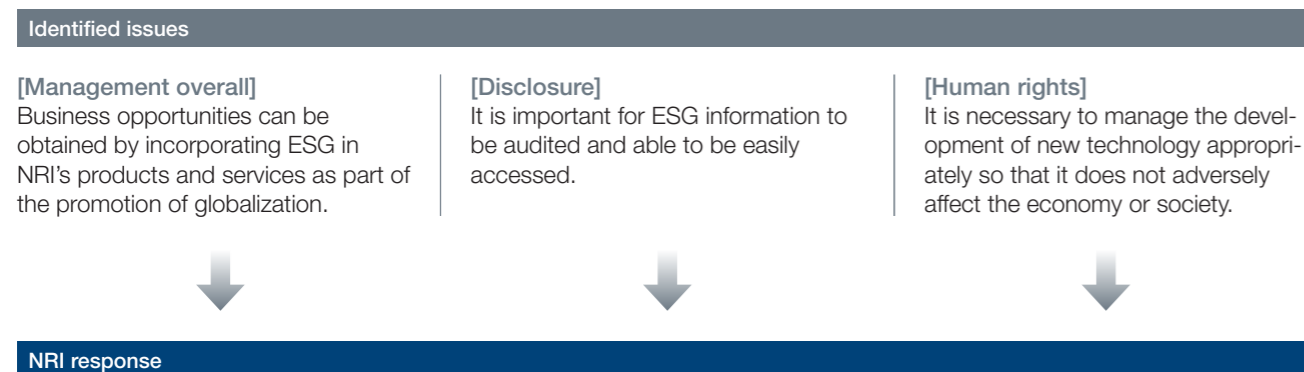 Identified issues
[Management overall]
Business opportunities can be
obtained by incorporating ESG in
NRI's products and services as part of
the promotion of globalization.
[Disclosure]
It is important for ESG information to
be audited and able to be easily
accessed.
[Human rights]
It is necessary to manage the devel-
opment of new technology appropri-
ately so that it does not adversely
affect the economy or society.
NRI response